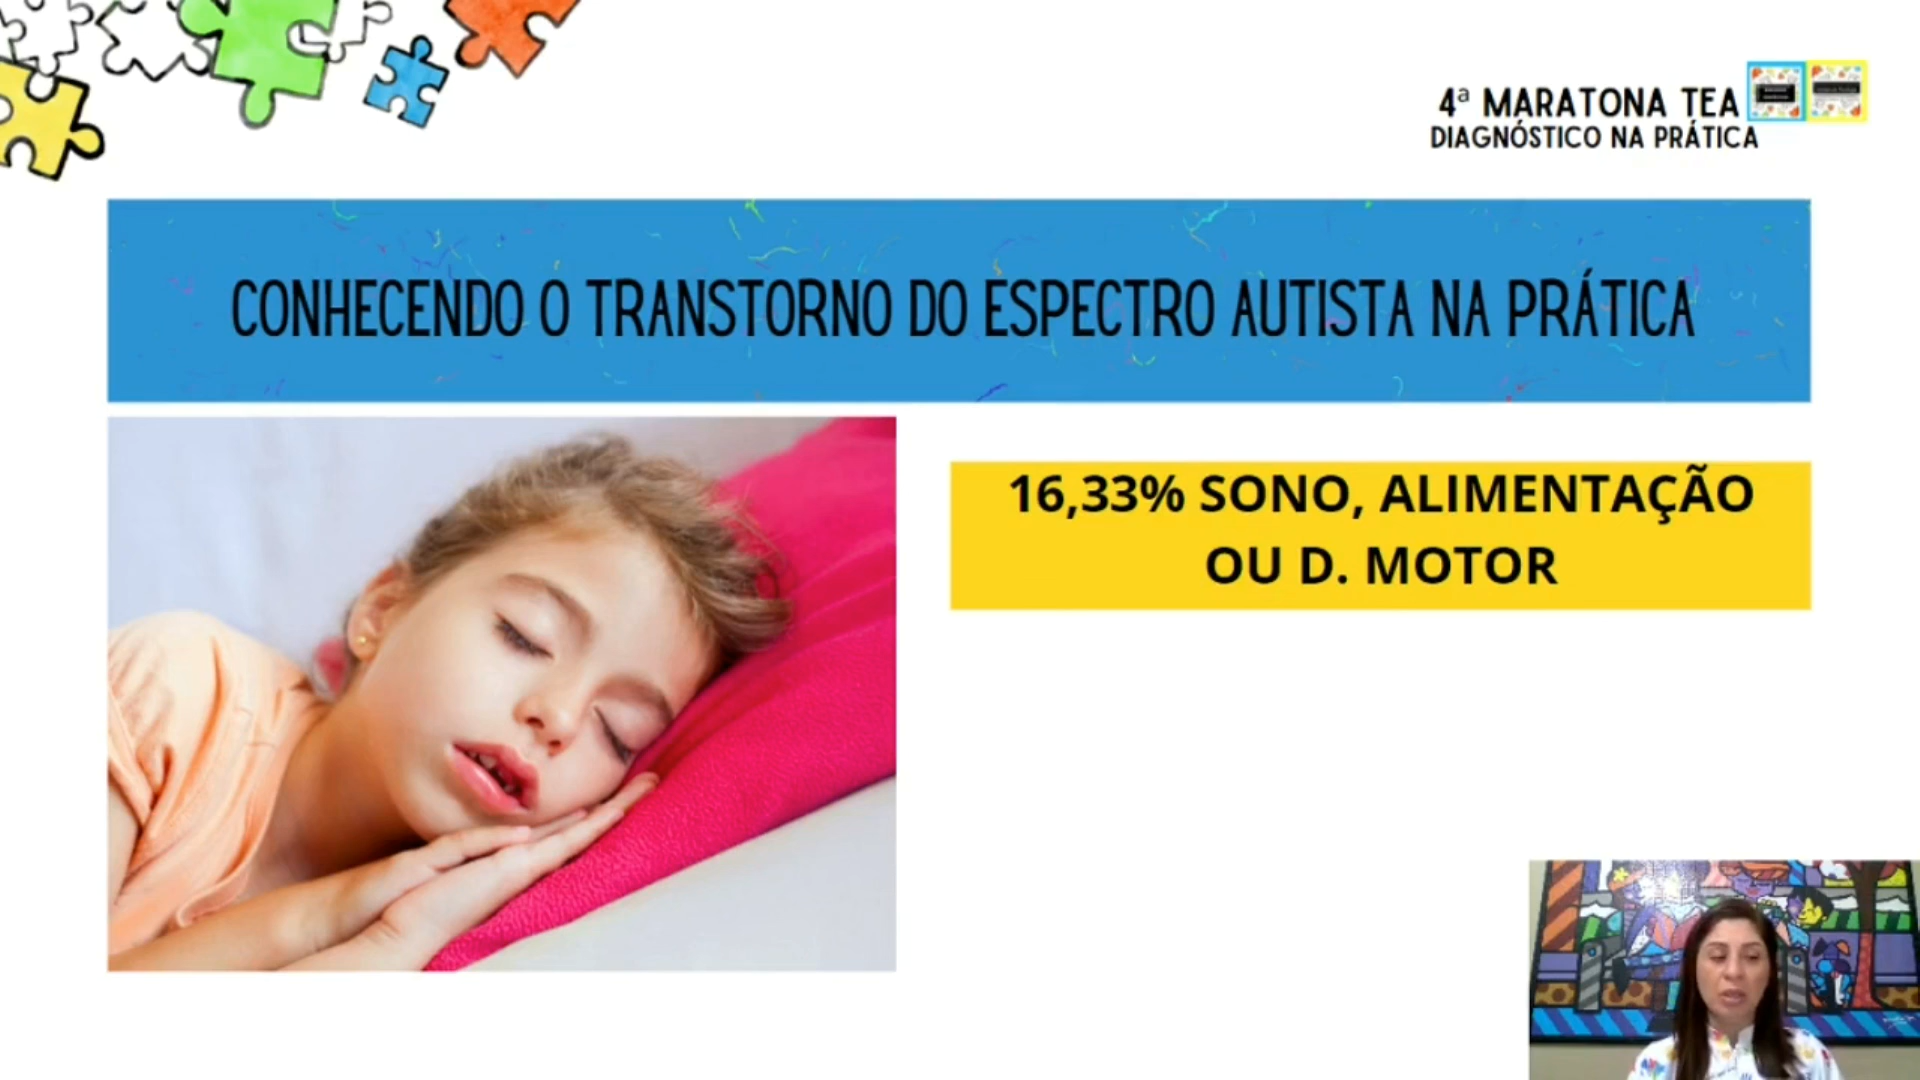 4ª MARATONA TEA
DIAGNÓSTICO NA PRÁTICA
CONHECENDO O TRANSTORNO DO ESPECTRO AUTISTA NA PRÁTICA
16,33% SONO, ALIMENTAÇÃO
OU D. MOTOR